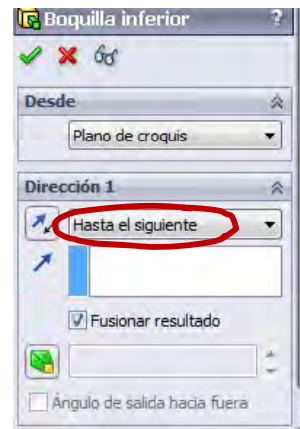 Boquilla inferior ?
Desde
Plano de croquis
Dirección 1
Hasta el siguiente
Fusionar resultado
Ángulo de salida hacia fuera